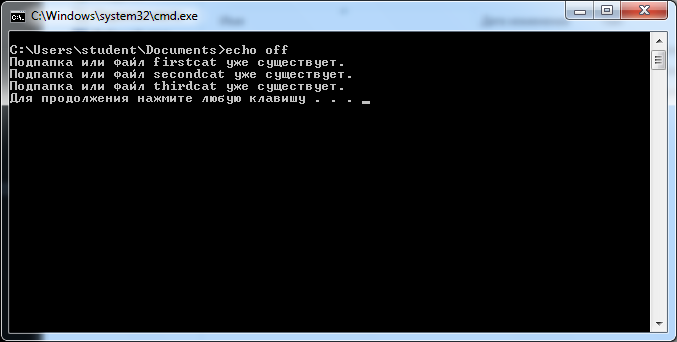 C:\Windows\system32\cmd.exe
C:\Users\student\Documents>echo off
Подпапка или файл firstcat уже существует.
Подпапка или файл secondcat уже существует.
Подпапка или файл thirdcat уже существует.
Для продолжения нажмите любую клавишу . . . _